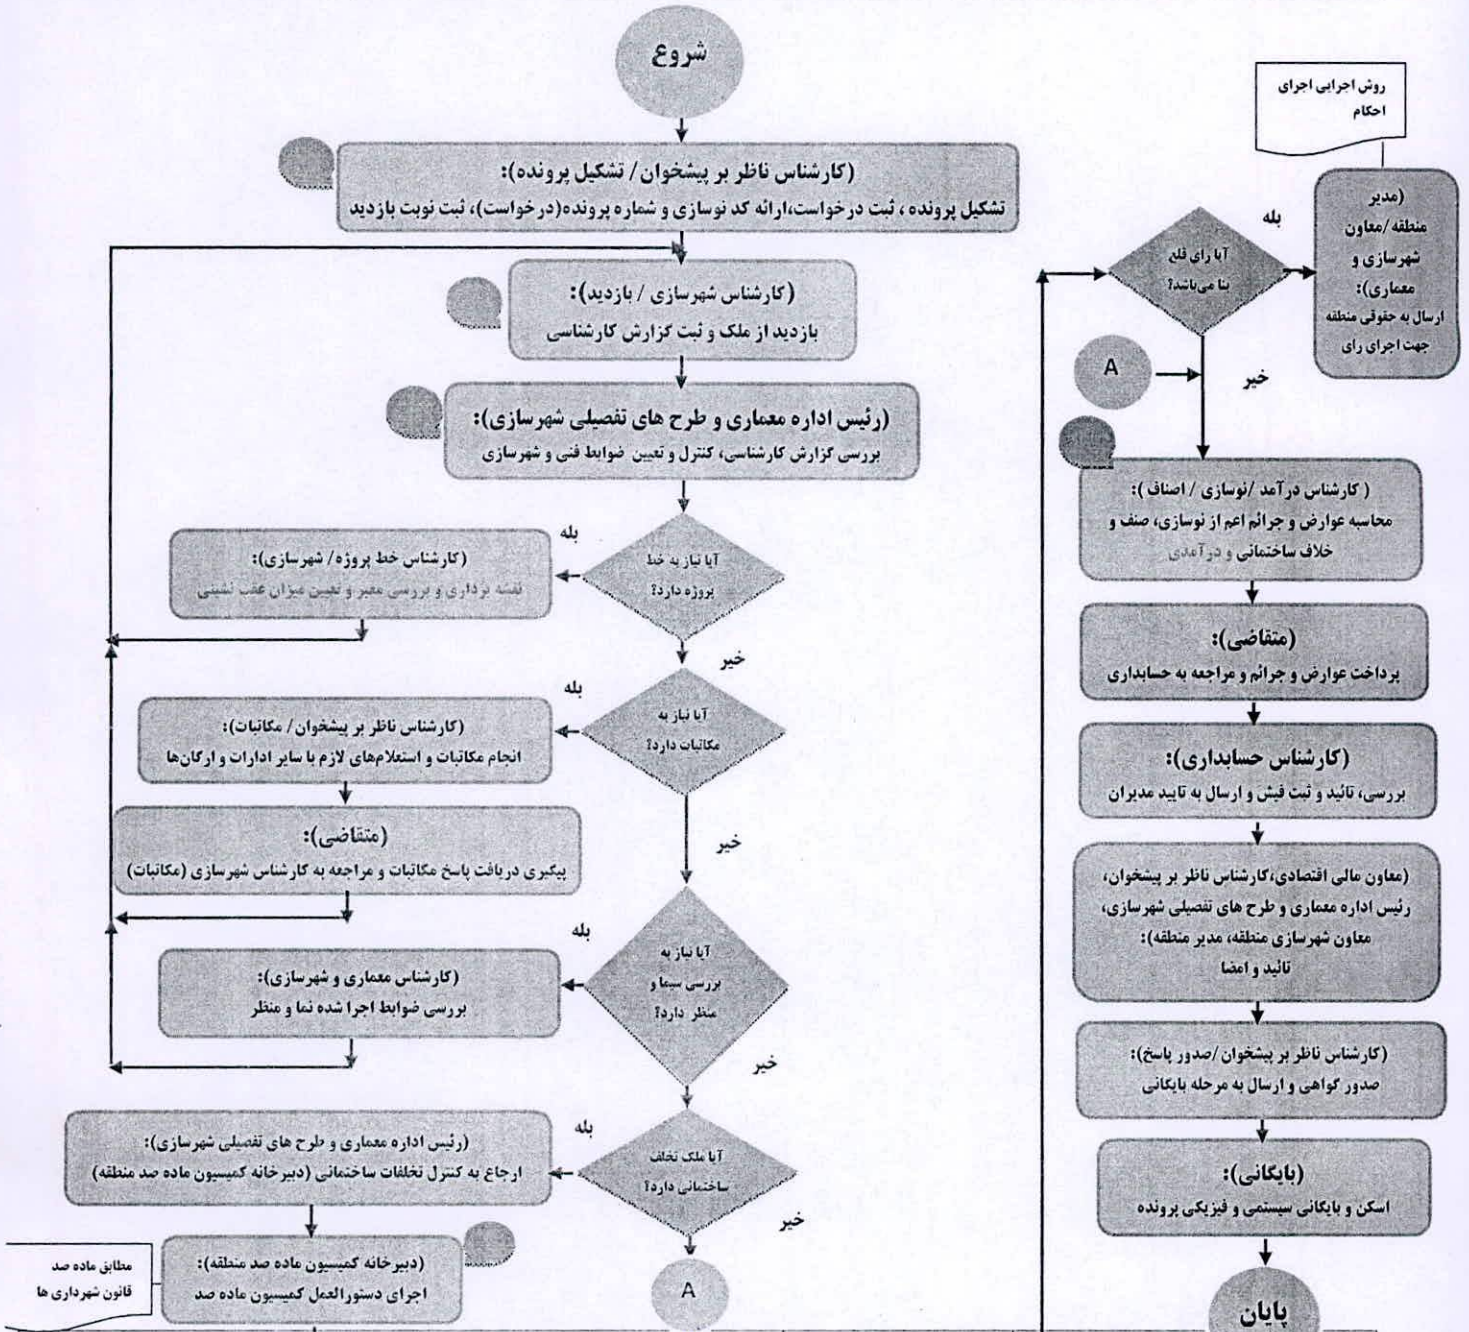 شروع
(کارشناس ناظر بر پیشخوان/ تشکیل پرونده):
تشکیل پرونده ، ثبت درخواست،ارائه کد نوسازی و شماره پرونده(درخواست)، ثبت نوبت بازدید
(کارشناس شهرسازی / بازدید):
بازدید از ملک و ثبت گزارش کارشناسی
(رئیس اداره معماری و طرح های تفصیلی شهرسازی):
بررسی گزارش کارشناسی، کنترل و تعیین ضوابط فنی و شهرسازی
آیا نیاز به خط
پروژه دارد؟
بله
(کارشناس خط پروژه/ شهرسازی):
نقشه برداری و بررسی معبر و تعیین میزان عقب نشینی
خیر
آیا نیاز به
مکاتبات دارد؟
بله
(کارشناس ناظر بر پیشخوان/ مکاتبات):
انجام مکاتبات و استعلام‌های لازم با سایر ادارات و ارگان‌ها
(متقاضی):
پیگیری دریافت پاسخ مکاتبات و مراجعه به کارشناس شهرسازی (مکاتبات)
خیر
آیا نیاز به
بررسی سیما و
منظر دارد؟
بله
(کارشناس معماری و شهرسازی):
بررسی ضوابط اجرا شده نما و منظر
خیر
آیا ملک تخلف
ساختمانی دارد؟
بله
(رئیس اداره معماری و طرح های تفصیلی شهرسازی):
ارجاع به کنترل تخلفات ساختمانی (دبیرخانه کمیسیون ماده صد منطقه)
(دبیرخانه کمیسیون ماده صد منطقه):
اجرای دستورالعمل کمیسیون ماده صد
مطابق ماده صد
قانون شهرداری ها
خیر
A
روش اجرایی اجرای
احکام
(مدیر
منطقه /معاون
شهرسازی و
معماری):
ارسال به حقوقی منطقه
جهت اجرای رای
بله
آیا رای قلع
بنا می‌باشد؟
خیر
A
( کارشناس درآمد /نوسازی / اصناف ):
محاسبه عوارض و جرائم اعم از نوسازی، صنف و
خلاف ساختمانی و درآمدی
(متقاضی):
پرداخت عوارض و جرائم و مراجعه به حسابداری
(کارشناس حسابداری):
بررسی، تائید و ثبت فیش و ارسال به تایید مدیران
(معاون مالی اقتصادی،کارشناس ناظر بر پیشخوان،
رئیس اداره معماری و طرح های تفصیلی شهرسازی،
معاون شهرسازی منطقه، مدیر منطقه):
تائید و امضا
(کارشناس ناظر بر پیشخوان/صدور پاسخ):
صدور گواهی و ارسال به مرحله بایگانی
(بایگانی):
اسکن و بایگانی سیستمی و فیزیکی پرونده
پایان